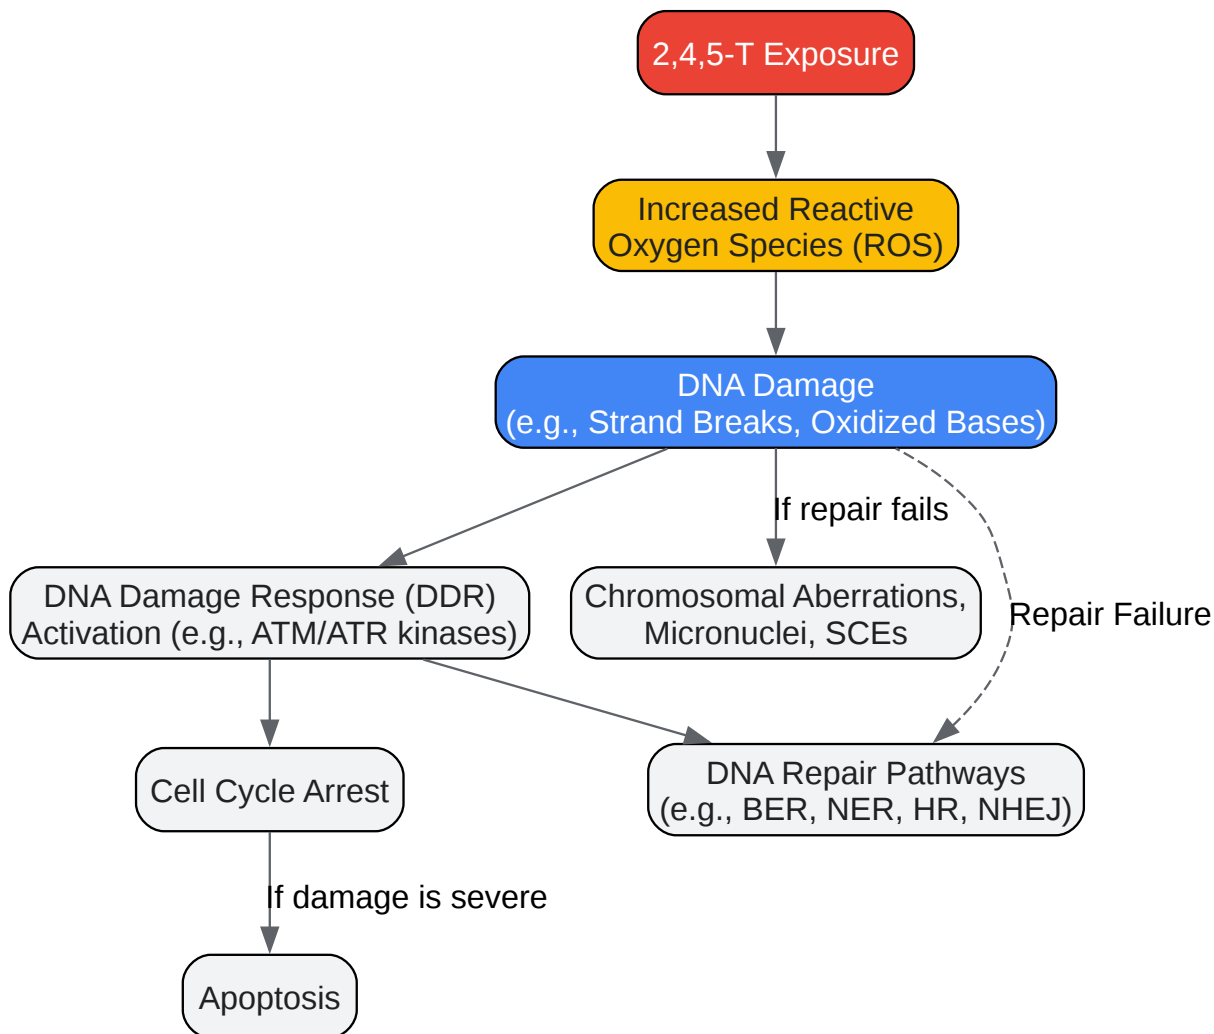 2,4,5-T Exposure
Increased Reactive
Oxygen Species (ROS)
DNA Damage
(e.g., Strand Breaks, Oxidized Bases)
If repair fails
DNA Damage Response (DDR)
Activation (e.g., ATM/ATR kinases)
Chromosomal Aberrations,
Micronuclei, SCEs
Repair Failure
Cell Cycle Arrest
DNA Repair Pathways
(e.g., BER, NER, HR, NHEJ)
If damage is severe
Apoptosis